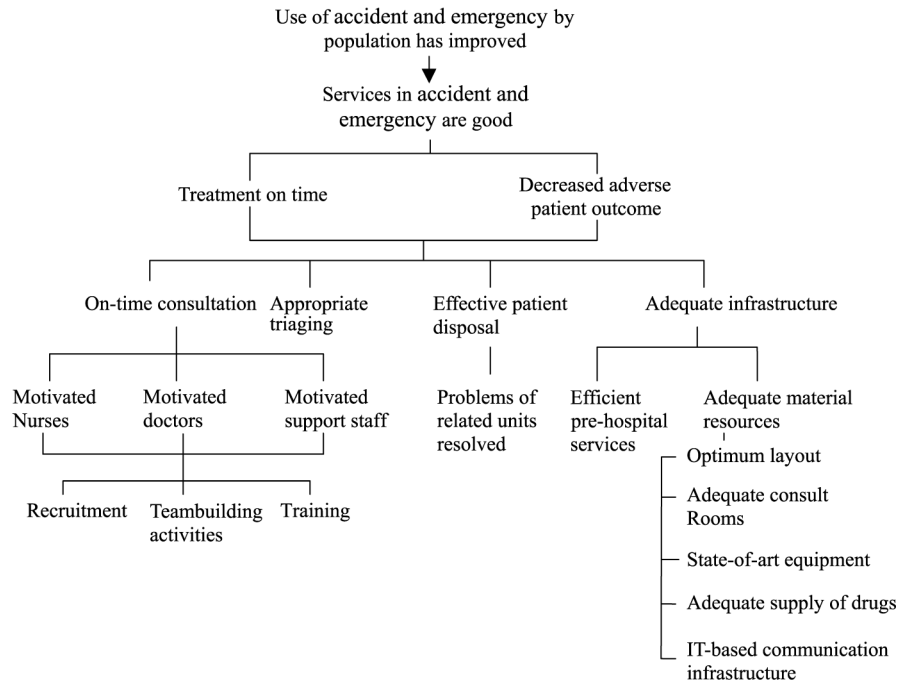 Use of accident and emergency by
population has improved
Services in accident and
emergency are good
Treatment on time
Decreased adverse
patient outcome
On-time consultation
Appropriate
triaging
Effective patient
disposal
Adequate infrastructure
Motivated
Nurses
Motivated
doctors
Motivated
support staff
Problems of
related units
resolved
Efficient
pre-hospital
services
Adequate material
resources
Optimum layout
Adequate consult
Rooms
State-of-art equipment
Adequate supply of drugs
IT-based communication
infrastructure
Recruitment
Teambuilding
activities
Training